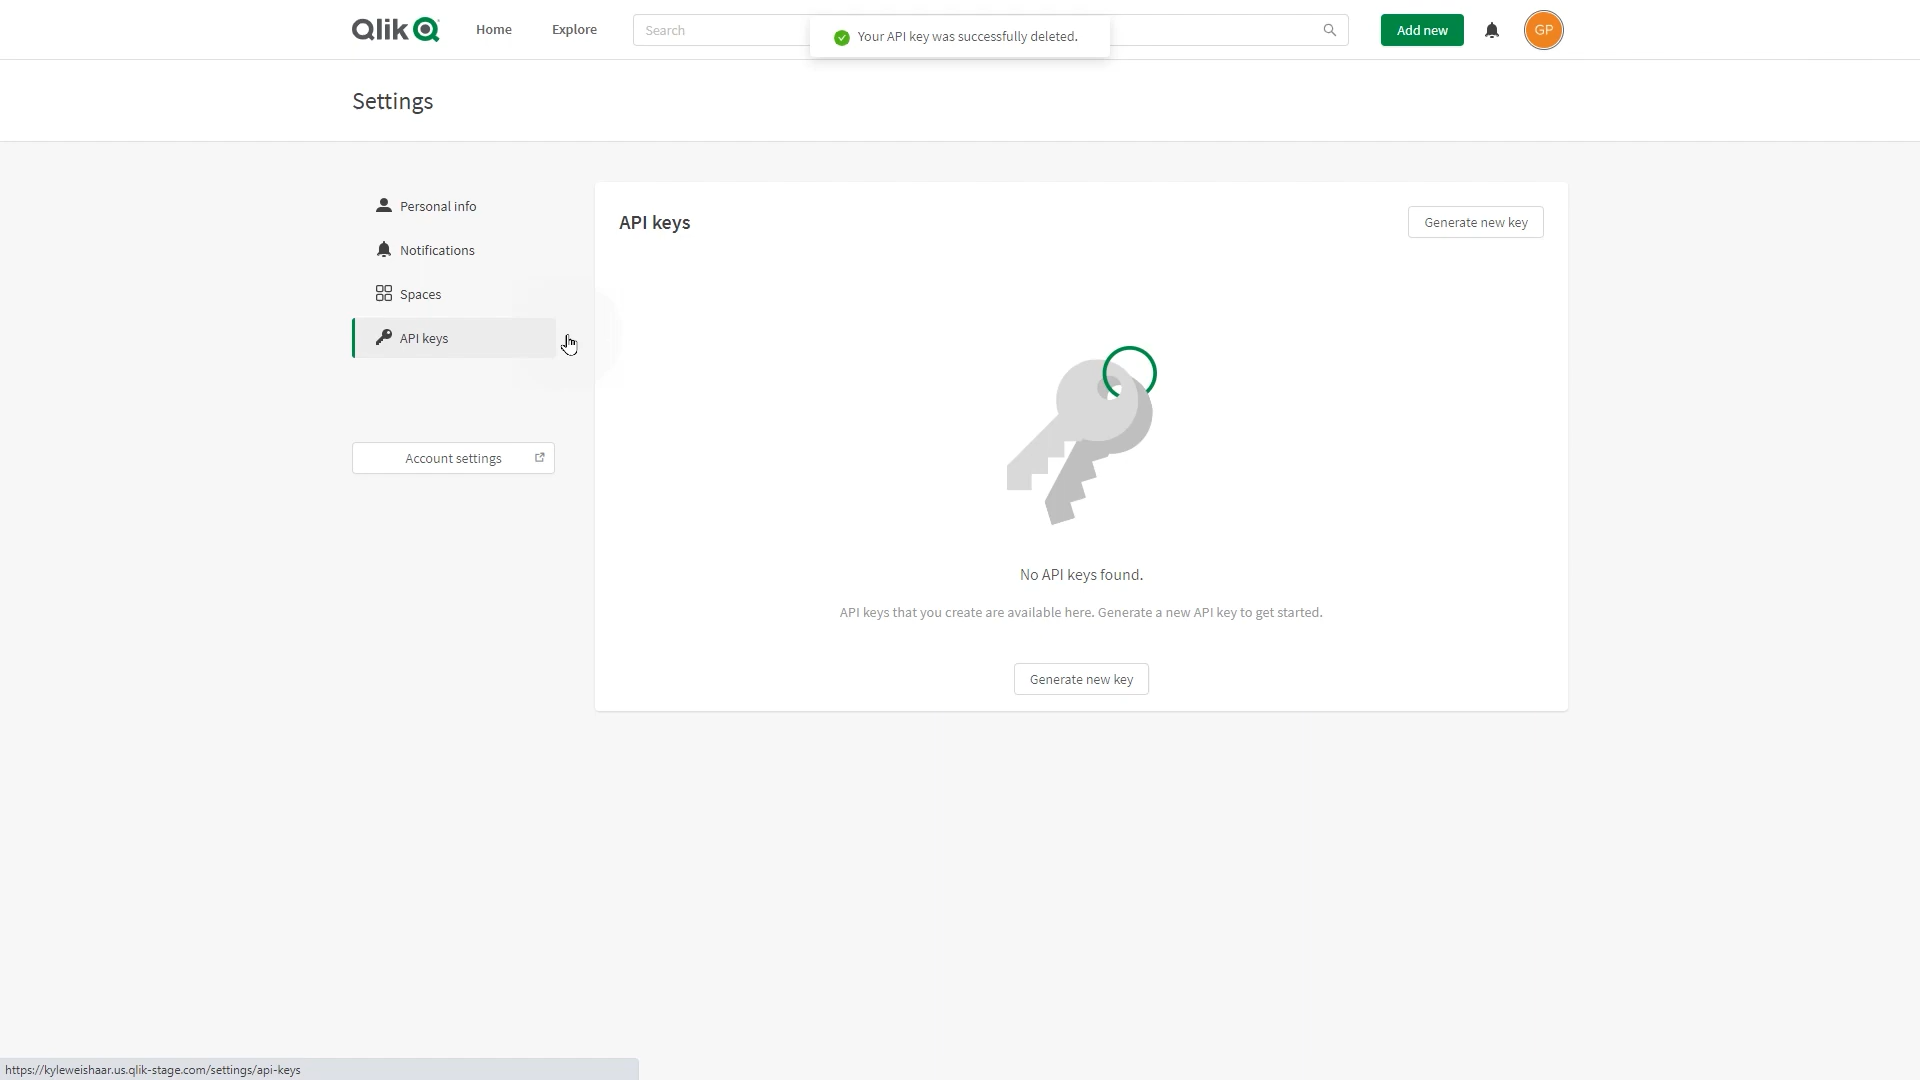 Qlik
Home
Explore
Search
Your API key was successfully deleted.
Add new
GP
Settings
Personal info
Notifications
Spaces
API keys
Account settings
API keys
Generate new key
No API keys found.
API keys that you create are available here. Generate a new API key to get started.
Generate new key
https://kyleweishaar.us.qlik-stage.com/settings/api-keys